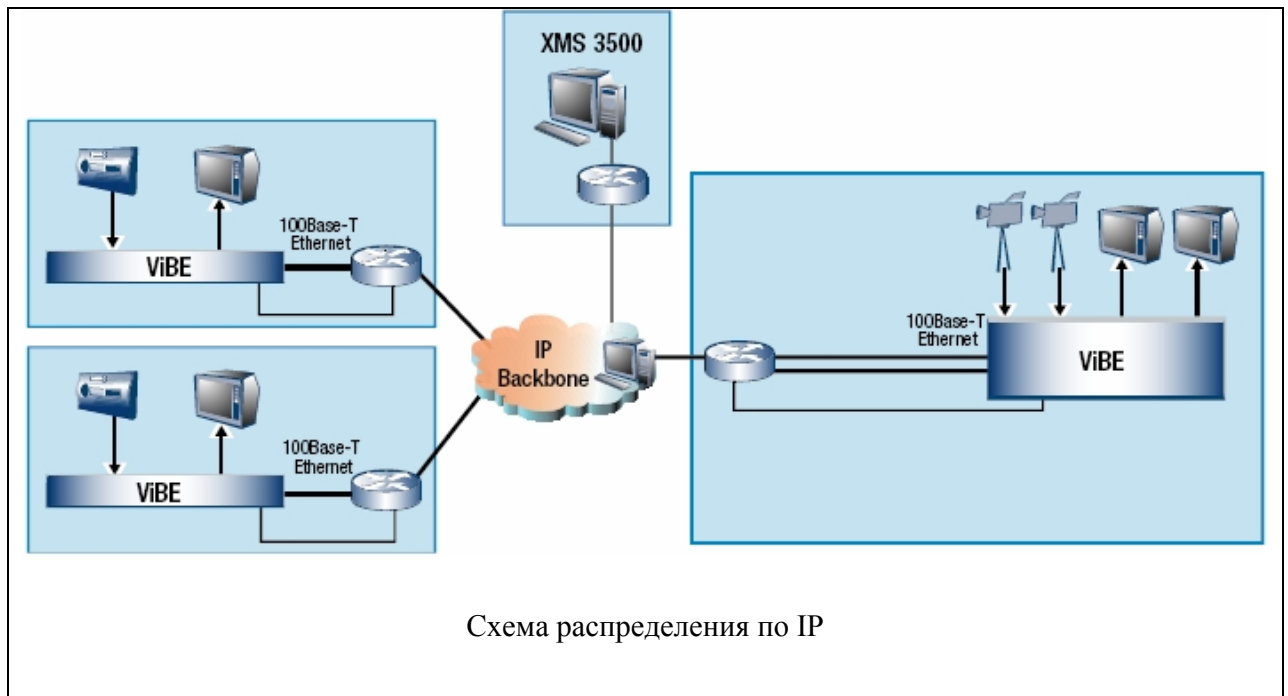 XMS 3500
100Base-T
Ethernet
ViBE
100Base-T
Ethernet
ViBE
IP
Backbone
100Base-T
Ethernet
ViBE
Схема распределения по IP